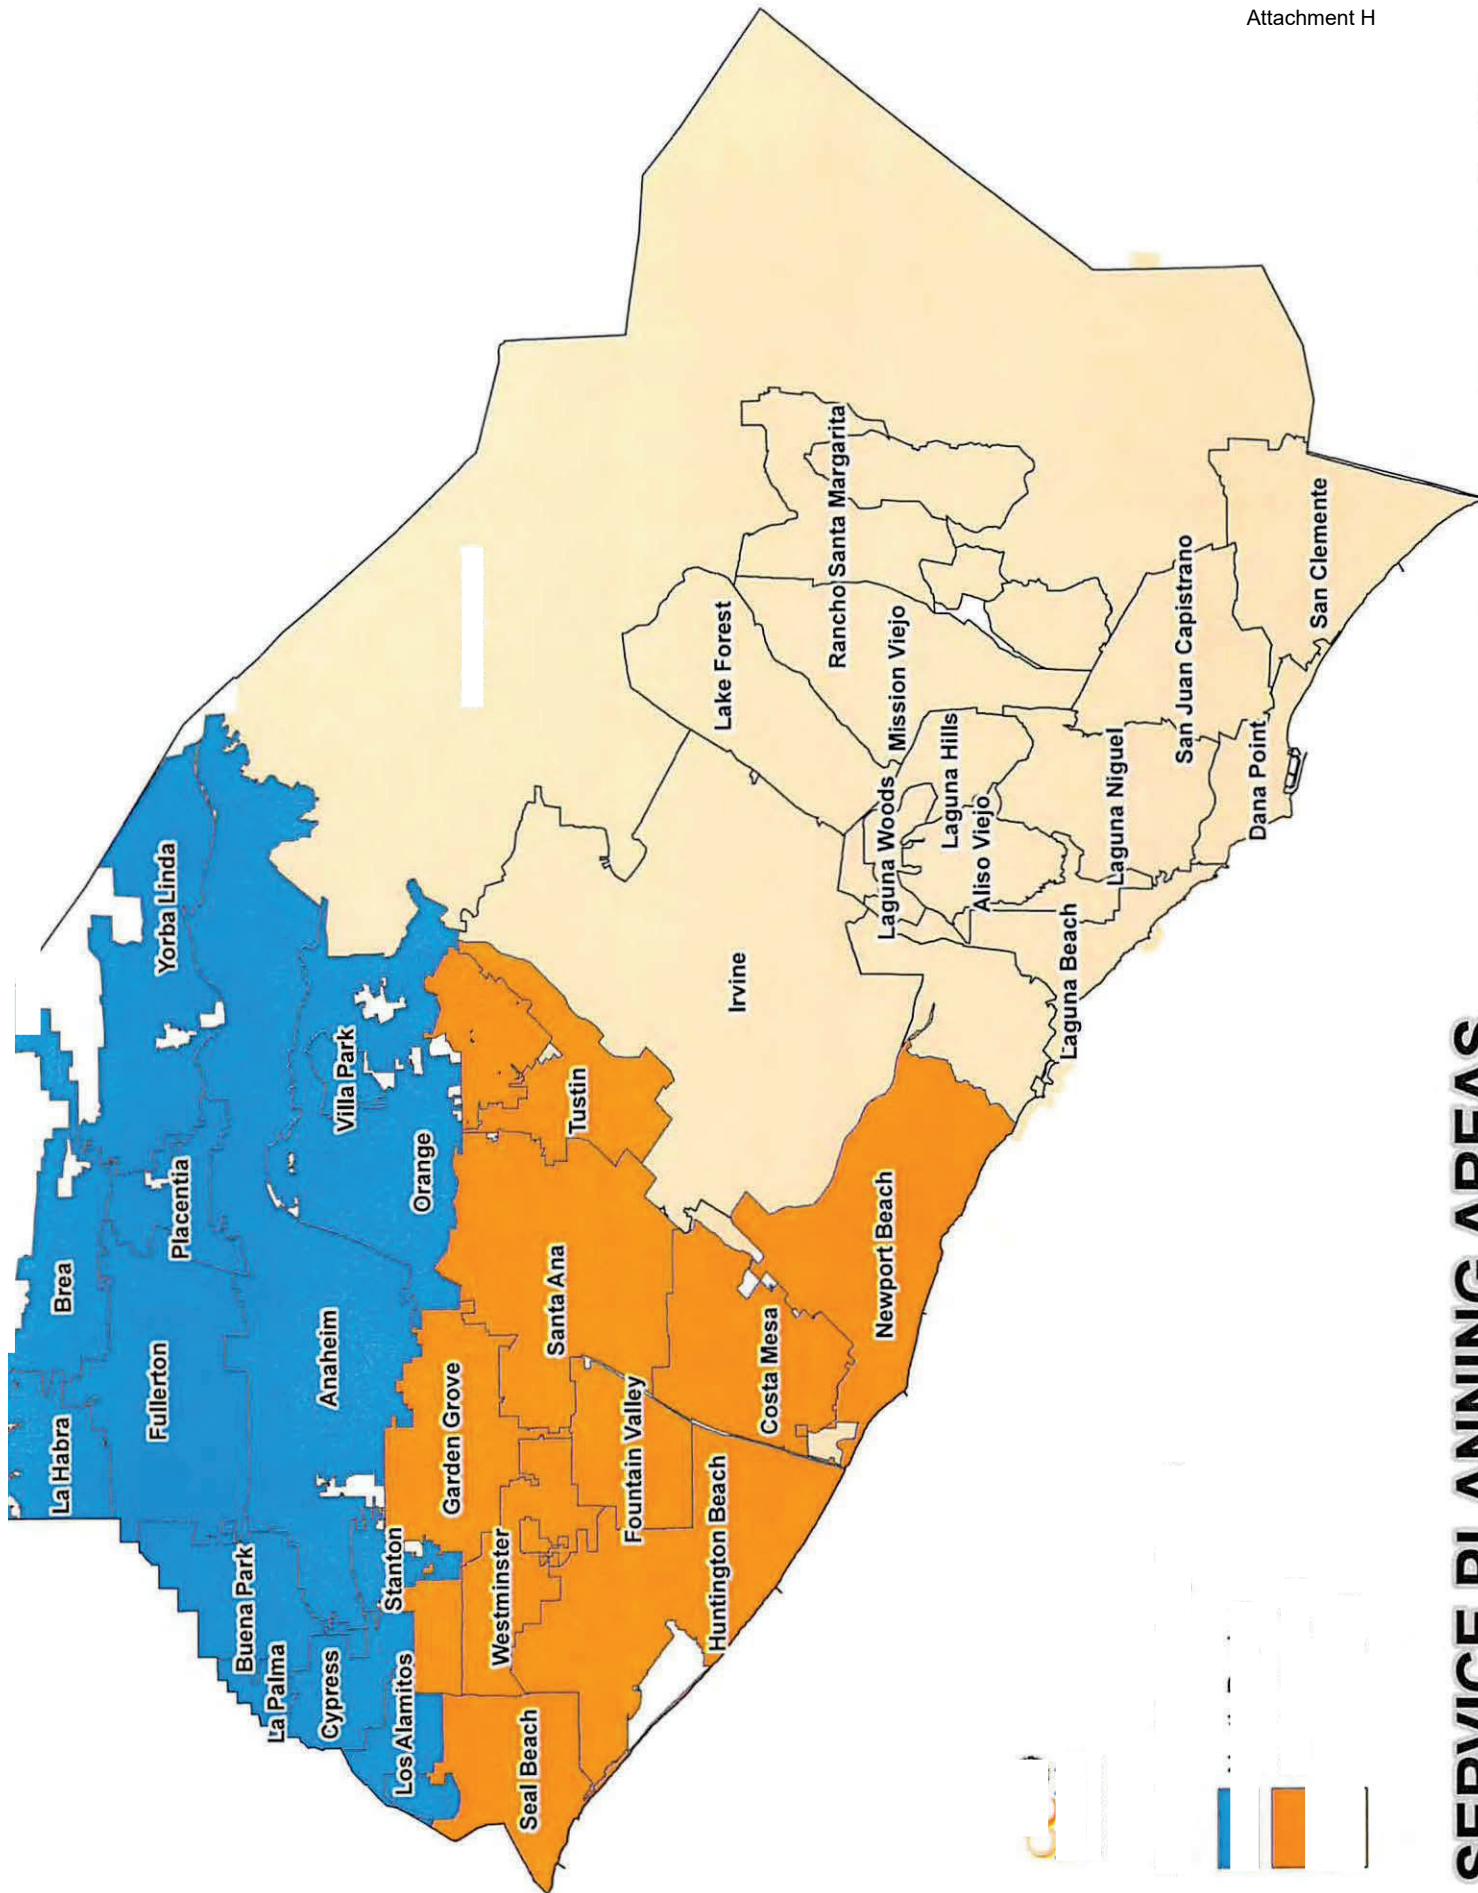 Attachment H
La Habra
Brea
Fullerton
Placentia
Yorba Linda
Buena Park
La Palma
Anaheim
Villa Park
Cypress
Orange
Los Alamitos
Stanton
Garden Grove
Santa Ana
Tustin
Westminster
Seal Beach
Fountain Valley
Huntington Beach
Costa Mesa
Newport Beach
Irvine
Lake Forest
Rancho Santa Margarita
Mission Viejo
Laguna Woods
Laguna Hills
Aliso Viejo
Laguna Beach
Laguna Niguel
San Juan Capistrano
Dana Point
San Clemente
SERVICE PLANNING AREAS